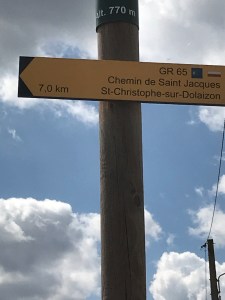 Alt. 770 m
GR 65
Chemin de Saint Jacques
7,0 km St-Christophe-sur-Dolaizon